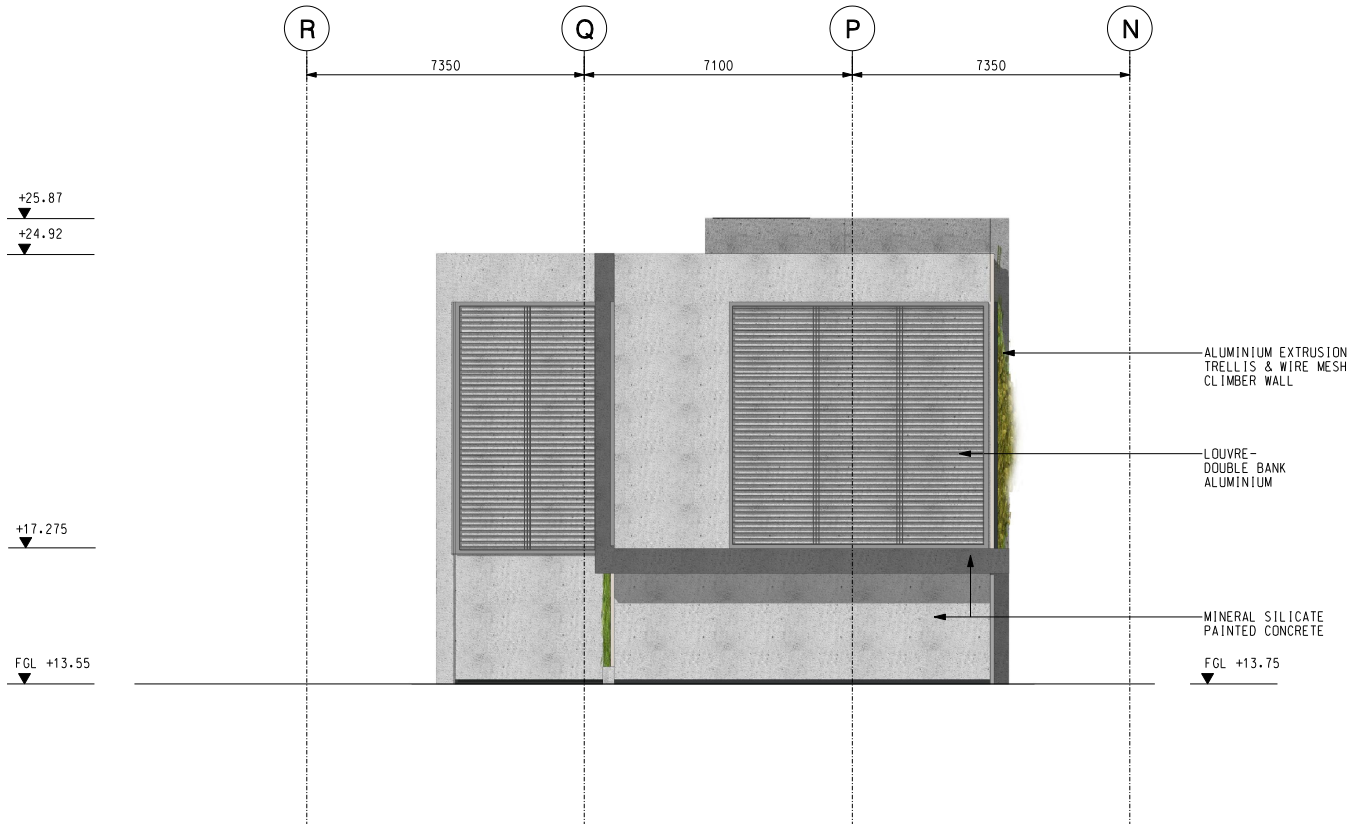 R Q P N
7350 7100 7350
+25.87
+24.92
ALUMINIUM EXTRUSION
TRELLIS & WIRE MESH
CLIMBER WALL
LOUVRE-
DOUBLE BANK
ALUMINIUM
+17.275
MINERAL SILICATE
PAINTED CONCRETE
FGL +13.55
FGL +13.75